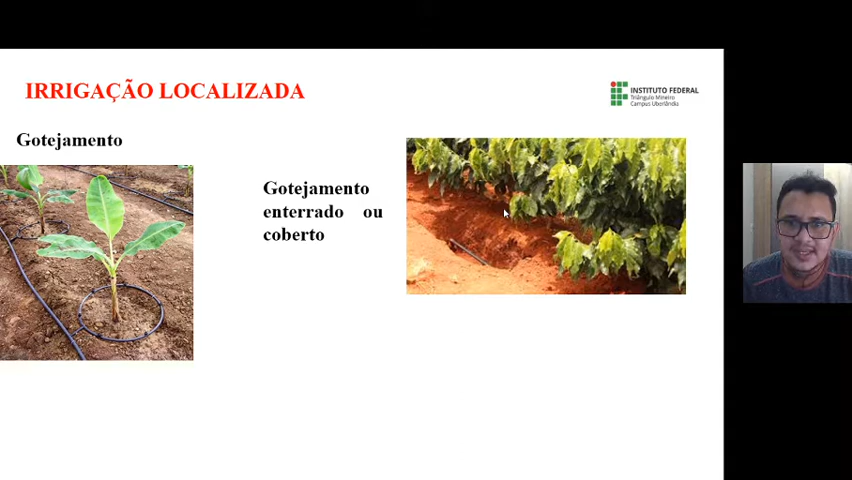 IRRIGAÇÃO LOCALIZADA
INSTITUTO FEDERAL
Triângulo Mineiro
Campus Uberlândia
Gotejamento
Gotejamento
enterrado ou
coberto